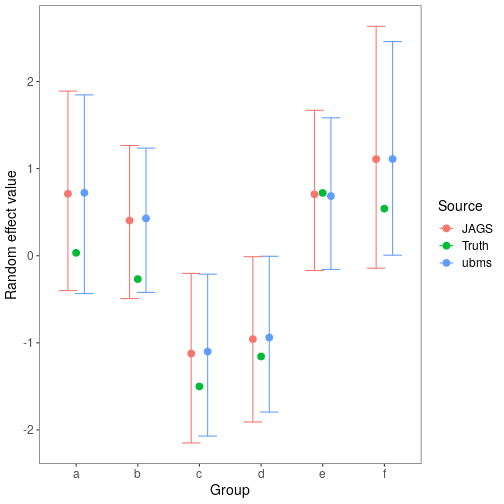 Random effect value
2
1
0
-1
-2
a b c d e f
Group
Source
JAGS
Truth
ubms